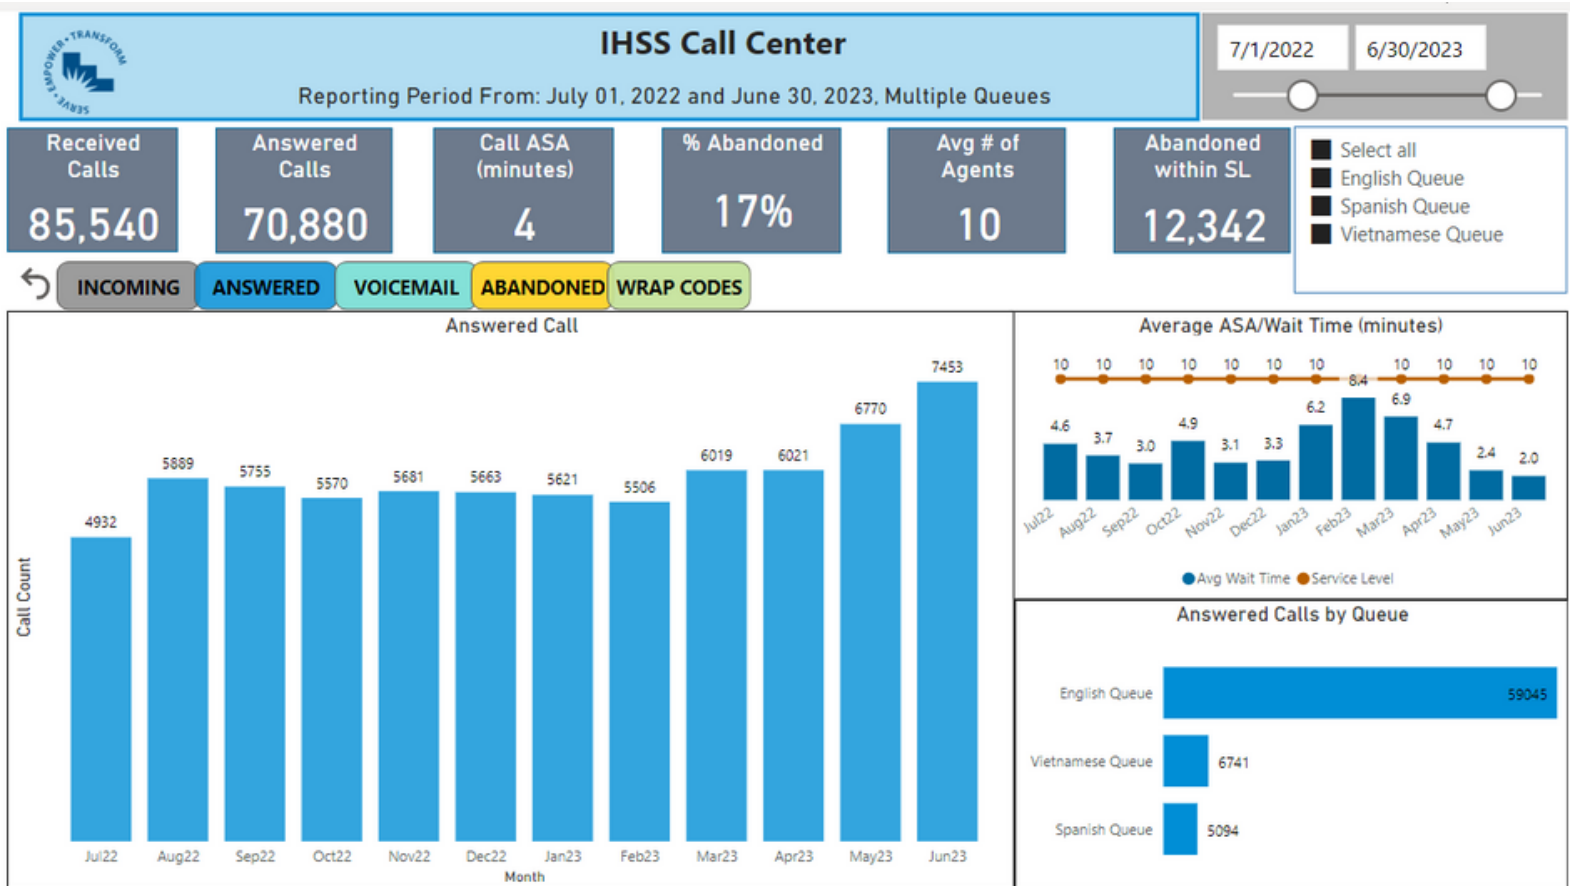 SERVE • EMPOWER • TRANSFORM
IHSS Call Center
Reporting Period From: July 01, 2022 and June 30, 2023, Multiple Queues
7/1/2022
6/30/2023
Received
Calls
85,540
Answered
Calls
70,880
Call ASA
(minutes)
4
% Abandoned
17%
Avg # of
Agents
10
Abandoned
within SL
12,342
Select all
English Queue
Spanish Queue
Vietnamese Queue
INCOMING
ANSWERED
VOICEMAIL
ABANDONED
WRAP CODES
Answered Call
Call Count
4932
5889
5755
5570
5681
5663
5621
5506
6019
6021
6770
7453
Jul22
Aug22
Sep22
Oct22
Nov22
Dec22
Jan23
Feb23
Mar23
Apr23
May23
Jun23
Month
Average ASA/Wait Time (minutes)
10 10 10 10 10 10 10 10 10 10 10
4.6
3.7
3.0
4.9
3.1
3.3
6.2
8.4
6.9
4.7
2.4
2.0
Jul22
Aug22
Sep22
Oct22
Nov22
Dec22
Jan23
Feb23
Mar23
Apr23
May23
Jun23
Avg Wait Time
Service Level
Answered Calls by Queue
English Queue
59045
Vietnamese Queue
6741
Spanish Queue
5094